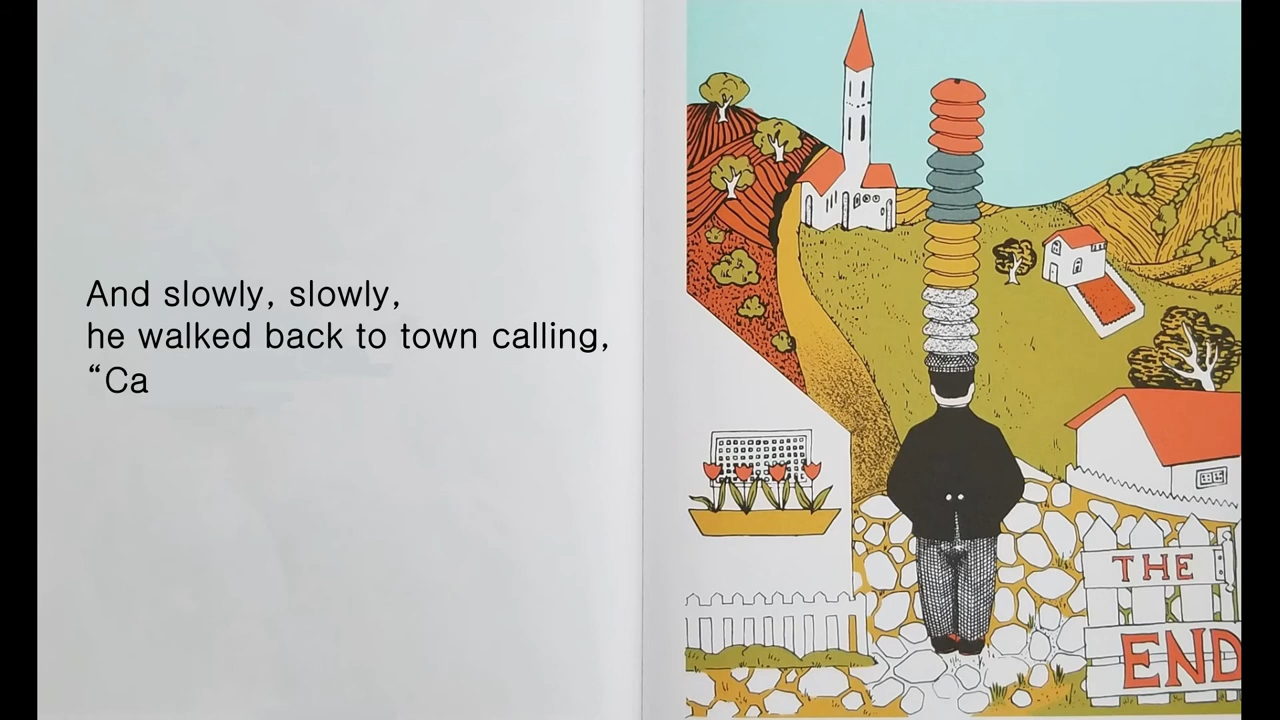 And slowly, slowly,
he walked back to town calling,
“Ca
THE
END